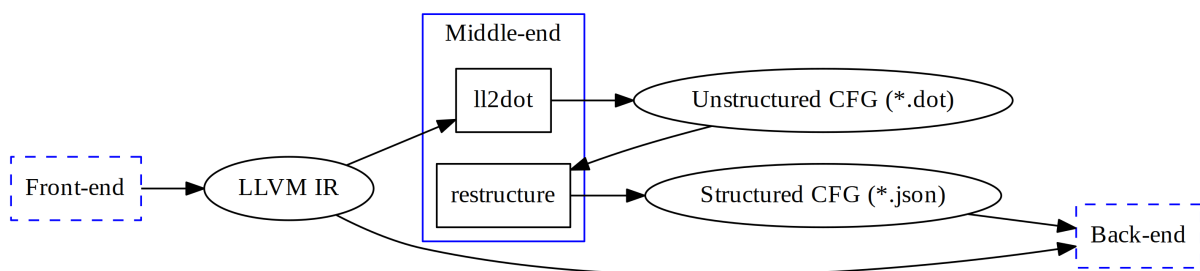 Middle-end
ll2dot
Unstructured CFG (*.dot)
Front-end
LLVM IR
restructure
Structured CFG (*.json)
Back-end